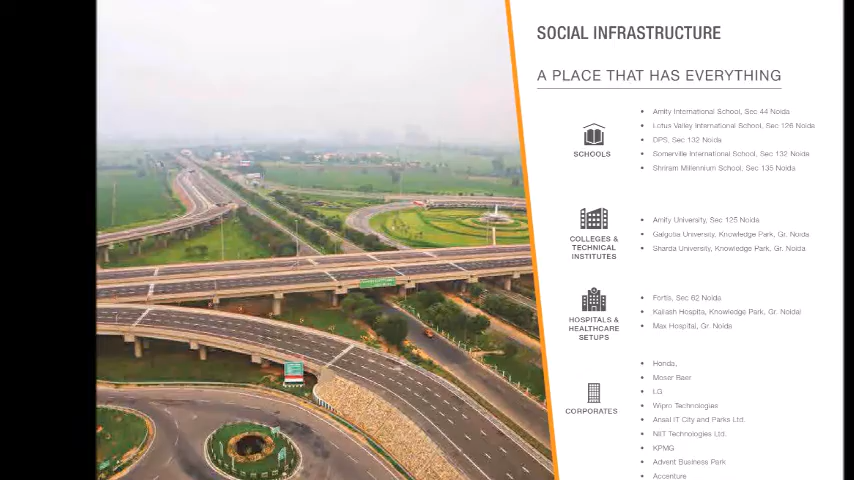 SOCIAL INFRASTRUCTURE
A PLACE THAT HAS EVERYTHING
SCHOOLS
• Amity International School, Sec 44 Noida
• Lotus Valley International School, Sec 126 Noida
• DPS, Sec 132 Noida
• Somerville International School, Sec 132 Noida
• Shriram Millennium School, Sec 135 Noida
COLLEGES &
TECHNICAL
INSTITUTES
• Amity University, Sec 125 Noida
• Galgotia University, Knowledge Park, Gr. Noida
• Sharda University, Knowledge Park, Gr. Noida
HOSPITALS &
HEALTHCARE
SETUPS
• Fortis, Sec 62 Noida
• Kailash Hospita, Knowledge Park, Gr. Noidal
• Max Hospital, Gr. Noida
CORPORATES
• Honda,
• Moser Baer
• LG
• Wipro Technologies
• Ansal IT City and Parks Ltd.
• NIIT Technologies Ltd.
• KPMG
• Advent Business Park
• Accenture